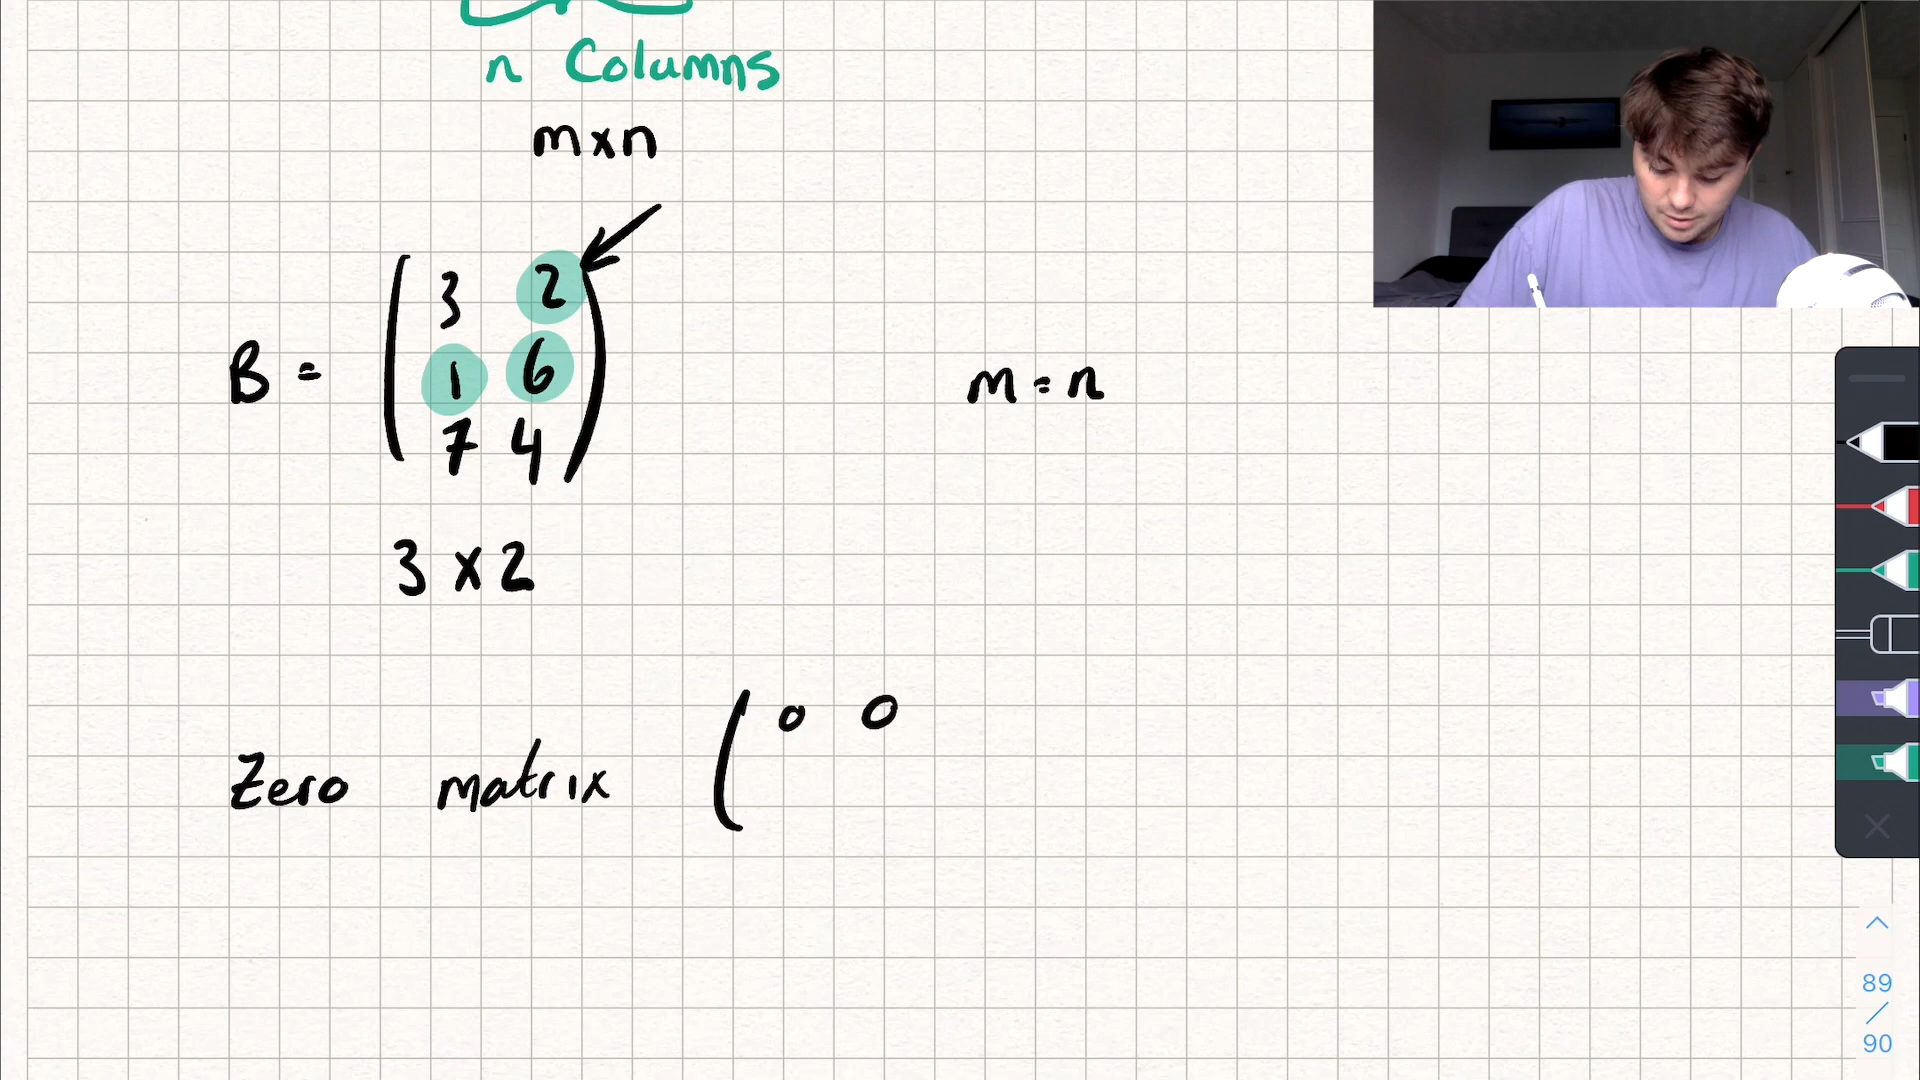 n Columns
m x n
3 2
B = 1 6
7 4
m = n
3 x 2
Zero matrix ( 0 0
89
/
90